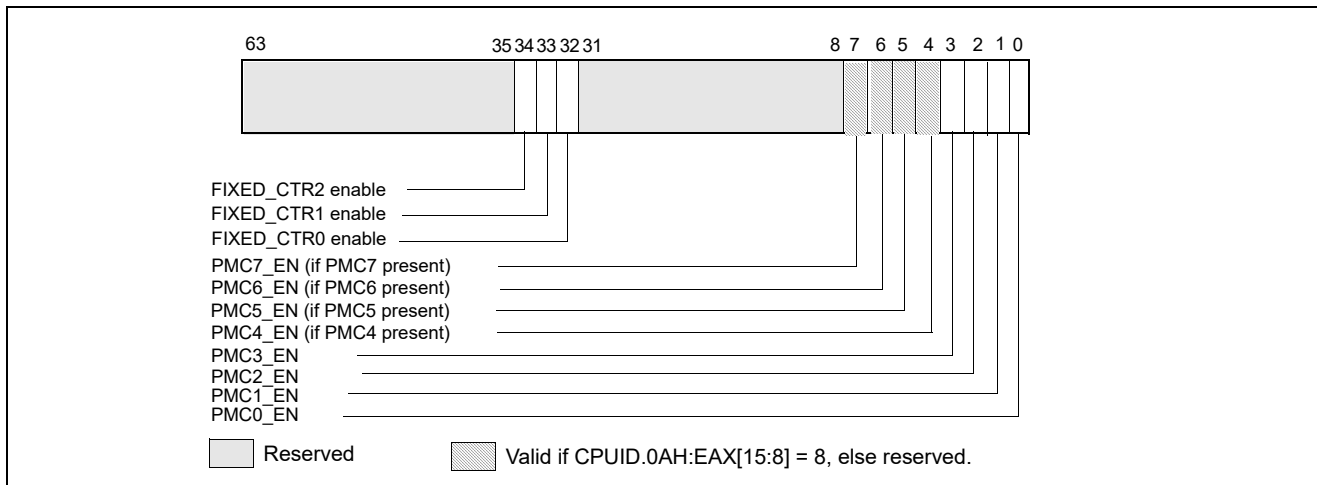 63 35 34 33 32 31 8 7 6 5 4 3 2 1 0
FIXED_CTR2 enable
FIXED_CTR1 enable
FIXED_CTR0 enable
PMC7_EN (if PMC7 present)
PMC6_EN (if PMC6 present)
PMC5_EN (if PMC5 present)
PMC4_EN (if PMC4 present)
PMC3_EN
PMC2_EN
PMC1_EN
PMC0_EN
Reserved Valid if CPUID.0AH:EAX[15:8] = 8, else reserved.